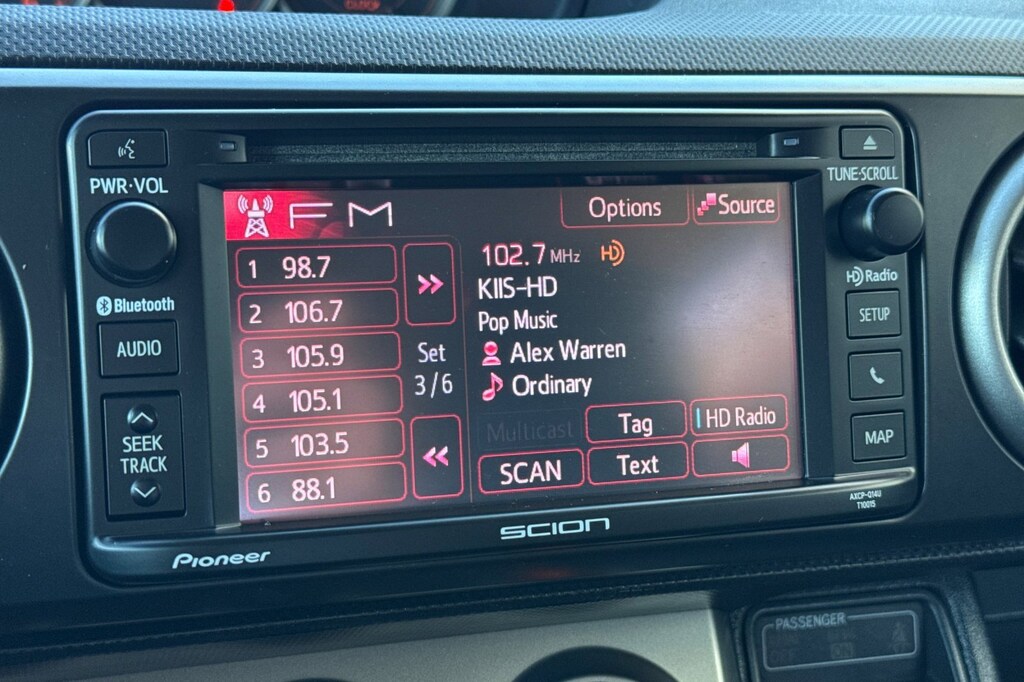 PWR·VOL
Bluetooth
AUDIO
SEEK
TRACK
FM
Options
Source
1 98.7
2 106.7
3 105.9
4 105.1
5 103.5
6 88.1
Set
3/6
102.7 MHz HD
KIIS-HD
Pop Music
Alex Warren
Ordinary
Multicast
Tag
HD Radio
SCAN
Text
TUNE·SCROLL
HD Radio
SETUP
MAP
AXCP-Q14U
T10015
Pioneer
SCION
PASSENGER